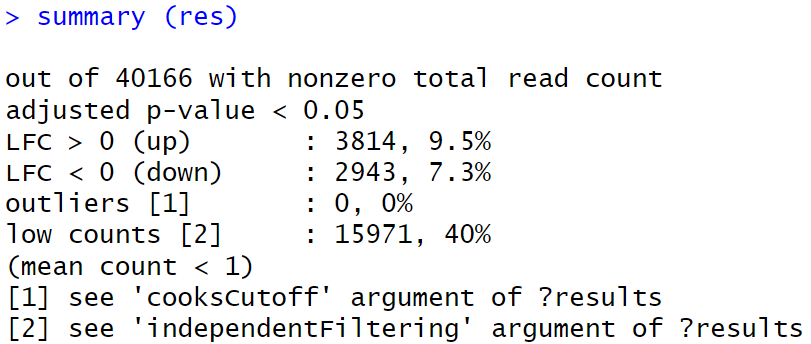 > summary (res)
out of 40166 with nonzero total read count
adjusted p-value < 0.05
LFC > 0 (up)       : 3814, 9.5%
LFC < 0 (down)     : 2943, 7.3%
outliers [1]       : 0, 0%
low counts [2]     : 15971, 40%
(mean count < 1)
[1] see 'cooksCutoff' argument of ?results
[2] see 'independentFiltering' argument of ?results